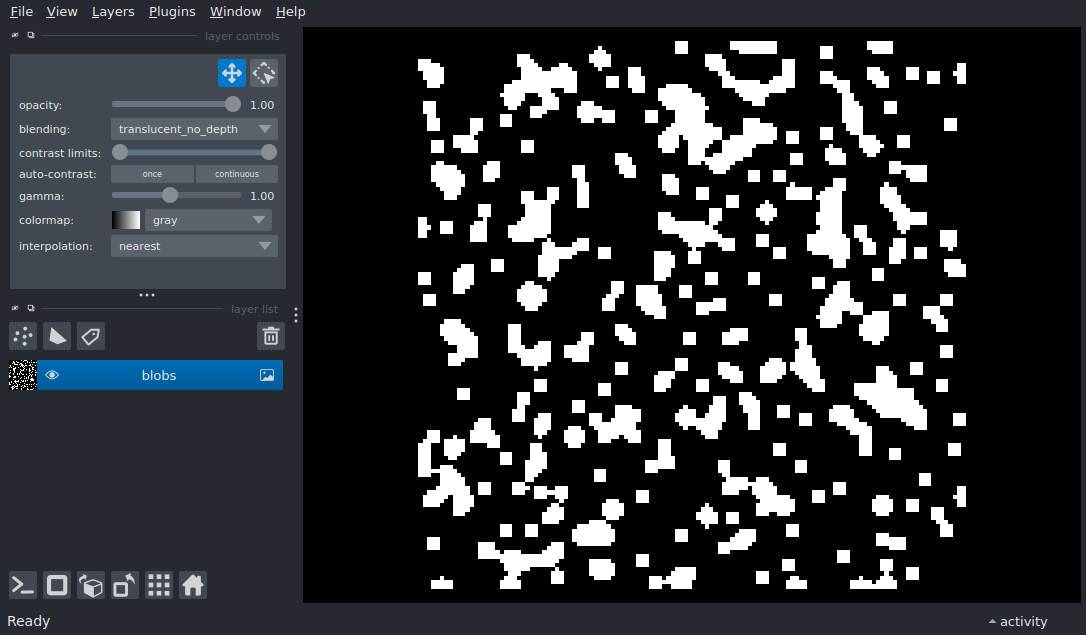 File View Layers Plugins Window Help
layer controls
opacity: 1.00
blending: translucent_no_depth
contrast limits:
auto-contrast: once continuous
gamma: 1.00
colormap: gray
interpolation: nearest
layer list
blobs
Ready activity